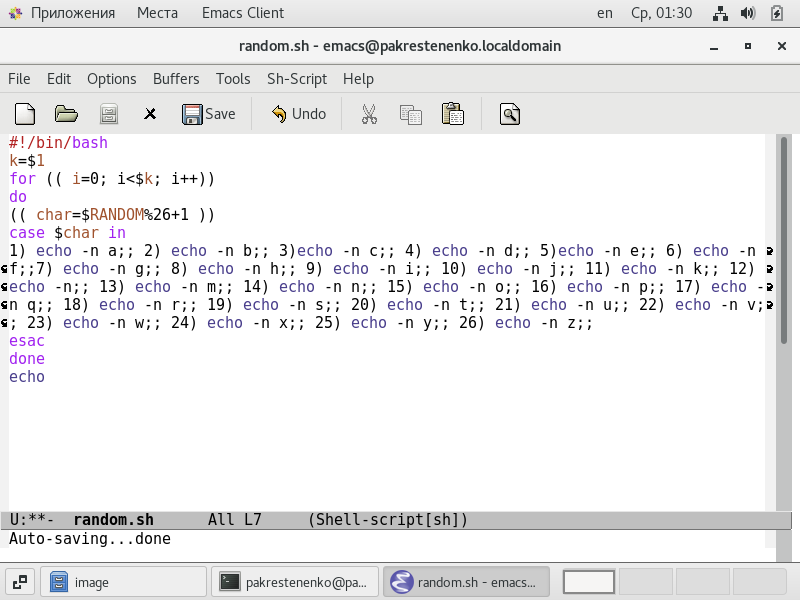 Приложения Места Emacs Client en Ср, 01:30
random.sh - emacs@pakrestenenko.localdomain
File Edit Options Buffers Tools Sh-Script Help
Save Undo
#!/bin/bash
k=$1
for (( i=0; i<$k; i++))
do
(( char=$RANDOM%26+1 ))
case $char in
1) echo -n a;; 2) echo -n b;; 3)echo -n c;; 4) echo -n d;; 5)echo -n e;; 6) echo -n
f;;7) echo -n g;; 8) echo -n h;; 9) echo -n i;; 10) echo -n j;; 11) echo -n k;; 12)
echo -n;; 13) echo -n m;; 14) echo -n n;; 15) echo -n o;; 16) echo -n p;; 17) echo -
n q;; 18) echo -n r;; 19) echo -n s;; 20) echo -n t;; 21) echo -n u;; 22) echo -n v;
; 23) echo -n w;; 24) echo -n x;; 25) echo -n y;; 26) echo -n z;;
esac
done
echo
U:**- random.sh All L7 (Shell-script[sh])
Auto-saving...done
image pakrestenenko@pa... random.sh - emacs...